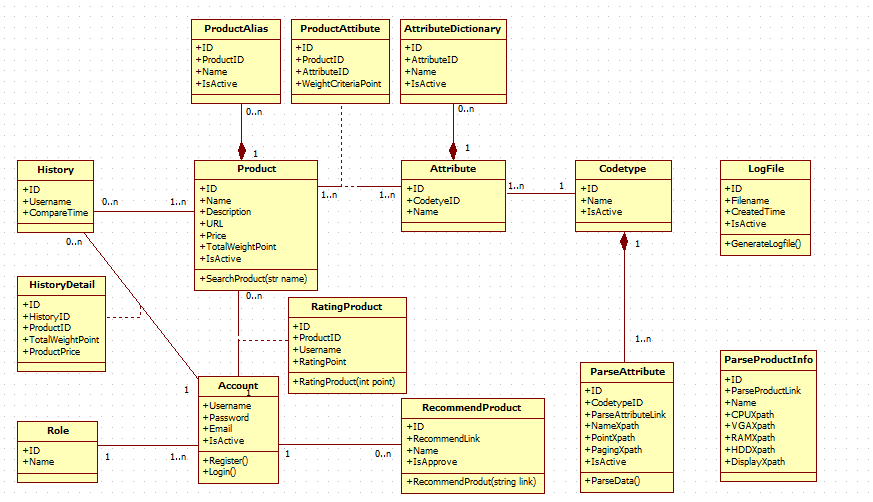 ProductAlias
+ID
+ProductID
+Name
+IsActive
ProductAttibute
+ID
+ProductID
+AttributeID
+WeightCriteriaPoint
AttributeDictionary
+ID
+AttributeID
+Name
+IsActive
0..n
1
0..n
1
History
+ID
+Username
+CompareTime
0..n
1..n
0..n
Product
+ID
+Name
+Description
+URL
+Price
+TotalWeightPoint
+IsActive
+SearchProduct(str name)
1..n
1..n
Attribute
+ID
+CodetyeID
+Name
1..n
1
Codetype
+ID
+Name
+IsActive
1
1..n
LogFile
+ID
+Filename
+CreatedTime
+IsActive
+GenerateLogfile()
HistoryDetail
+ID
+HistoryID
+ProductID
+TotalWeightPoint
+ProductPrice
0..n
RatingProduct
+ID
+ProductID
+Username
+RatingPoint
+RatingProduct(int point)
1
Account
1
+Username
+Password
+Email
+IsActive
+Register()
+Login()
Role
+ID
+Name
1
1..n
1
0..n
RecommendProduct
+ID
+RecommendLink
+Name
+IsApprove
+RecommendProdut(string link)
ParseAttribute
+ID
+CodetypeID
+ParseAttributeLink
+NameXpath
+PointXpath
+PagingXpath
+IsActive
+ParseData()
ParseProductInfo
+ID
+ParseProductLink
+Name
+CPUXpath
+VGAXpath
+RAMXpath
+HDDXpath
+DisplayXpath